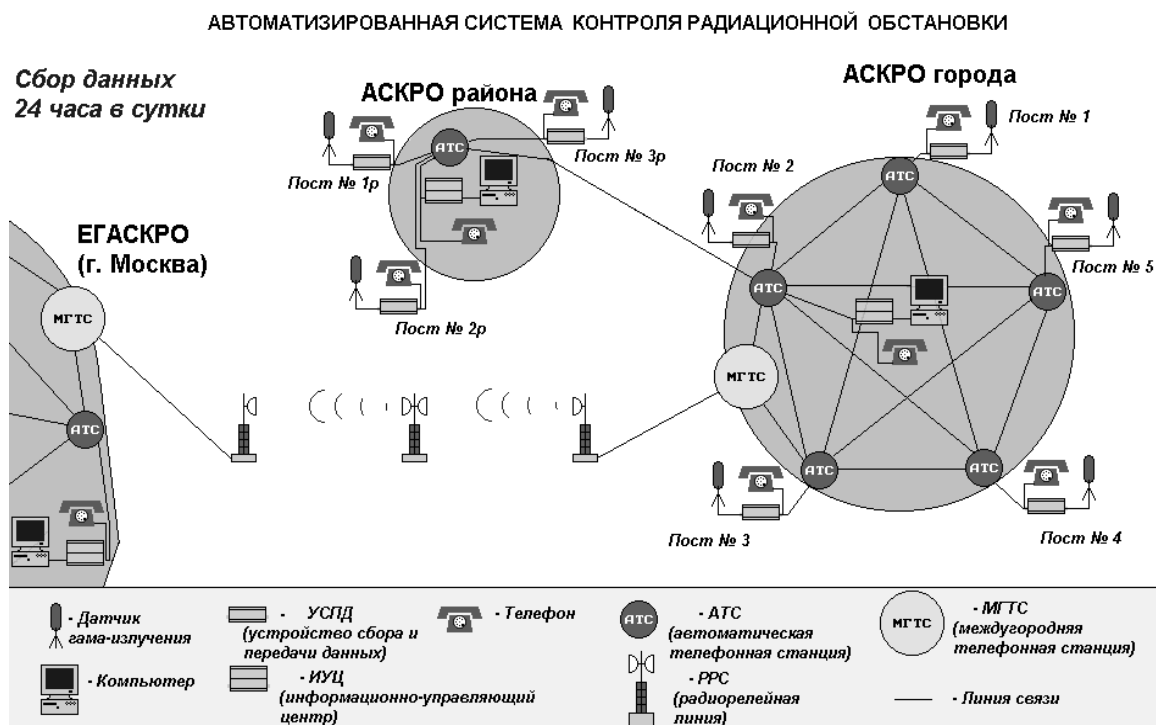 АВТОМАТИЗИРОВАННАЯ СИСТЕМА КОНТРОЛЯ РАДИАЦИОННОЙ ОБСТАНОВКИ
Сбор данных
24 часа в сутки
АСКРО района
АСКРО города
Пост № 1
Пост № 3р
АТС
Пост № 1р
Пост № 2
АТС
ЕГАСКРО
(г. Москва)
Пост № 5
АТС
АТС
МГТС
Пост № 2р
МГТС
АТС
АТС
АТС
Пост № 3
Пост № 4
- Датчик
гама-излучения
- УСПД
(устройство сбора и
передачи данных)
- Телефон
АТС
- АТС
(автоматическая
телефонная станция)
МГТС
- МГТС
(междугородняя
телефонная станция)
- Компьютер
- ИУЦ
(информационно-управляющий
центр)
- РРС
(радиорелейная
линия)
- Линия связи